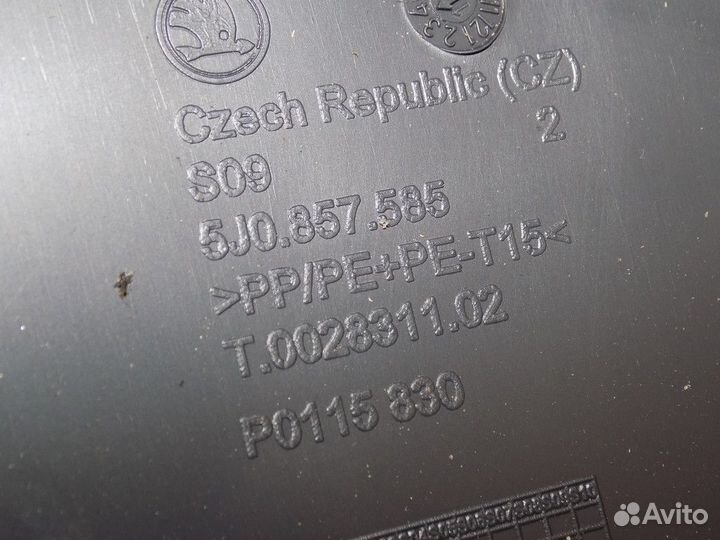 Czech Republic (CZ)
S09 2
5J0.857.585
>PP/PE+PE-T15<
T.0028311.02
P0115 830
Avito